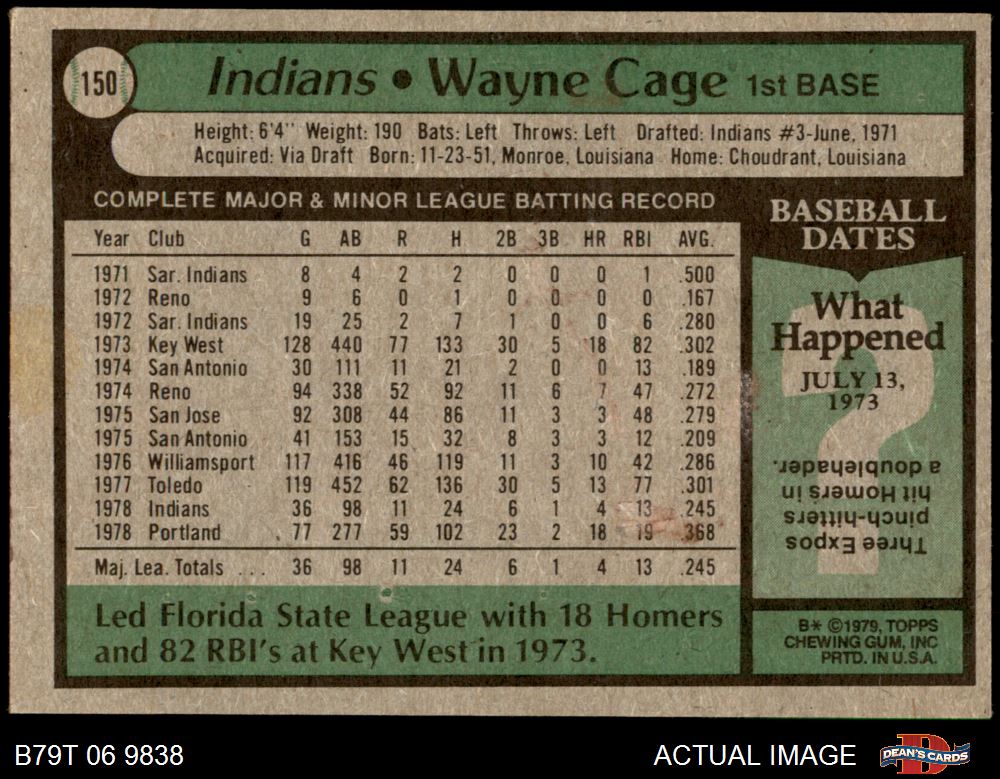 150
Indians • Wayne Cage 1st BASE
Height: 6'4" Weight: 190 Bats: Left Throws: Left Drafted: Indians #3-June, 1971
Acquired: Via Draft Born: 11-23-51, Monroe, Louisiana Home: Choudrant, Louisiana
COMPLETE MAJOR & MINOR LEAGUE BATTING RECORD
Year Club G AB R H 2B 3B HR RBI AVG.
1971 Sar. Indians 8 4 2 2 0 0 0 1 .500
1972 Reno 9 6 0 1 0 0 0 0 .167
1972 Sar. Indians 19 25 2 7 1 0 0 6 .280
1973 Key West 128 440 77 133 30 5 18 82 .302
1974 San Antonio 30 111 11 21 2 0 0 13 .189
1974 Reno 94 338 52 92 11 6 7 47 .272
1975 San Jose 92 308 44 86 11 3 3 48 .279
1975 San Antonio 41 153 15 32 8 3 3 12 .209
1976 Williamsport 117 416 46 119 11 3 10 42 .286
1977 Toledo 119 452 62 136 30 5 13 77 .301
1978 Indians 36 98 11 24 6 1 4 13 .245
1978 Portland 77 277 59 102 23 2 18 19 .368
Maj. Lea. Totals ... 36 98 11 24 6 1 4 13 .245
Led Florida State League with 18 Homers
and 82 RBI's at Key West in 1973.
BASEBALL
DATES
What
Happened
JULY 13,
1973
Three Expos
pinch-hitters
hit Homers in
a doubleheader.
B* ©1979, TOPPS
CHEWING GUM, INC
PRTD. IN U.S.A.
B79T 06 9838
ACTUAL IMAGE
DEAN'S CARDS